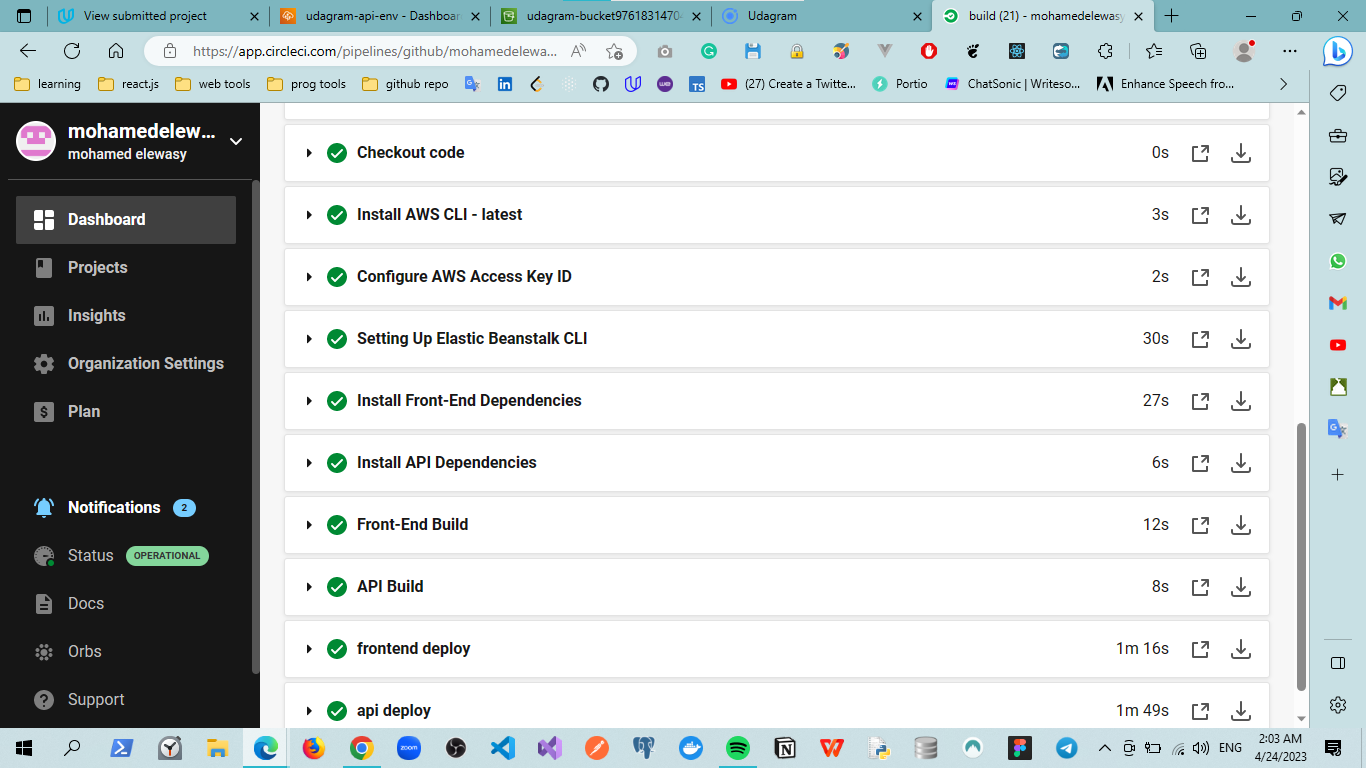 View submitted project
udagram-api-env - Dashboar
udagram-bucket97618314704
Udagram
build (21) - mohamedelewasy
https://app.circleci.com/pipelines/github/mohamedelewa...
learning
react.js
web tools
prog tools
github repo
(27) Create a Twitte...
Portio
ChatSonic | Writeso...
Enhance Speech fro...
mohamedelew...
mohamed elewasy
Dashboard
Projects
Insights
Organization Settings
Plan
Notifications 2
Status OPERATIONAL
Docs
Orbs
Support
Checkout code 0s
Install AWS CLI - latest 3s
Configure AWS Access Key ID 2s
Setting Up Elastic Beanstalk CLI 30s
Install Front-End Dependencies 27s
Install API Dependencies 6s
Front-End Build 12s
API Build 8s
frontend deploy 1m 16s
api deploy 1m 49s
zoom
ENG
2:03 AM
4/24/2023